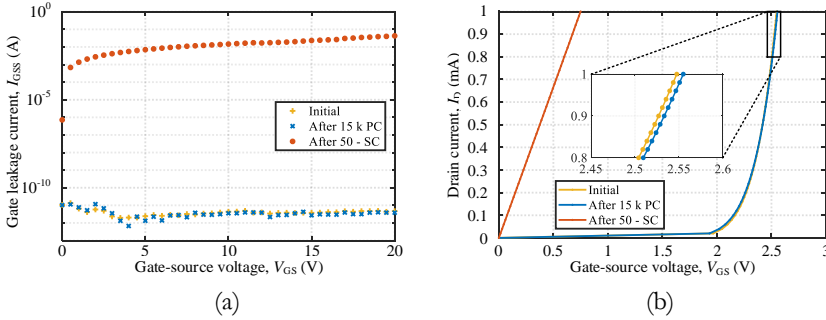 10^0
10^-5
10^-10
Gate leakage current, I_GSS (A)
Initial
After 15 k PC
After 50 - SC
0 5 10 15 20
Gate-source voltage, V_GS (V)
(a)
1
0.9
0.8
0.7
0.6
0.5
0.4
0.3
0.2
0.1
0
Drain current, I_D (mA)
1
0.9
0.8
2.45 2.5 2.55 2.6
Initial
After 15 k PC
After 50 - SC
0 0.5 1 1.5 2 2.5 3
Gate-source voltage, V_GS (V)
(b)